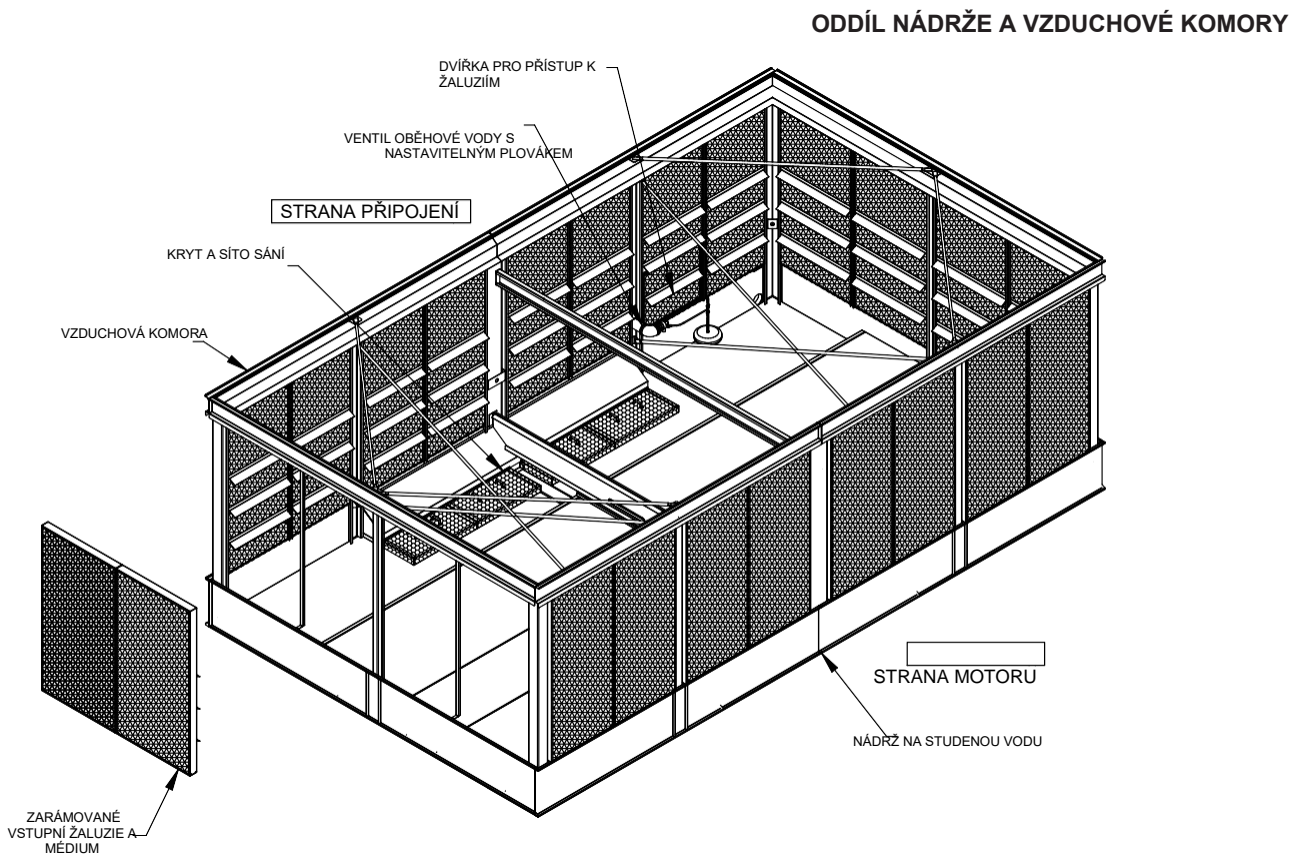 ODDÍL NÁDRŽE A VZDUCHOVÉ KOMORY
DVÍŘKA PRO PŘÍSTUP K
ŽALUZIÍM
VENTIL OBĚHOVÉ VODY S
NASTAVITELNÝM PLOVÁKEM
STRANA PŘIPOJENÍ
KRYT A SÍTO SÁNÍ
VZDUCHOVÁ KOMORA
STRANA MOTORU
NÁDRŽ NA STUDENOU VODU
ZARÁMOVANÉ
VSTUPNÍ ŽALUZIE A
MÉDIUM